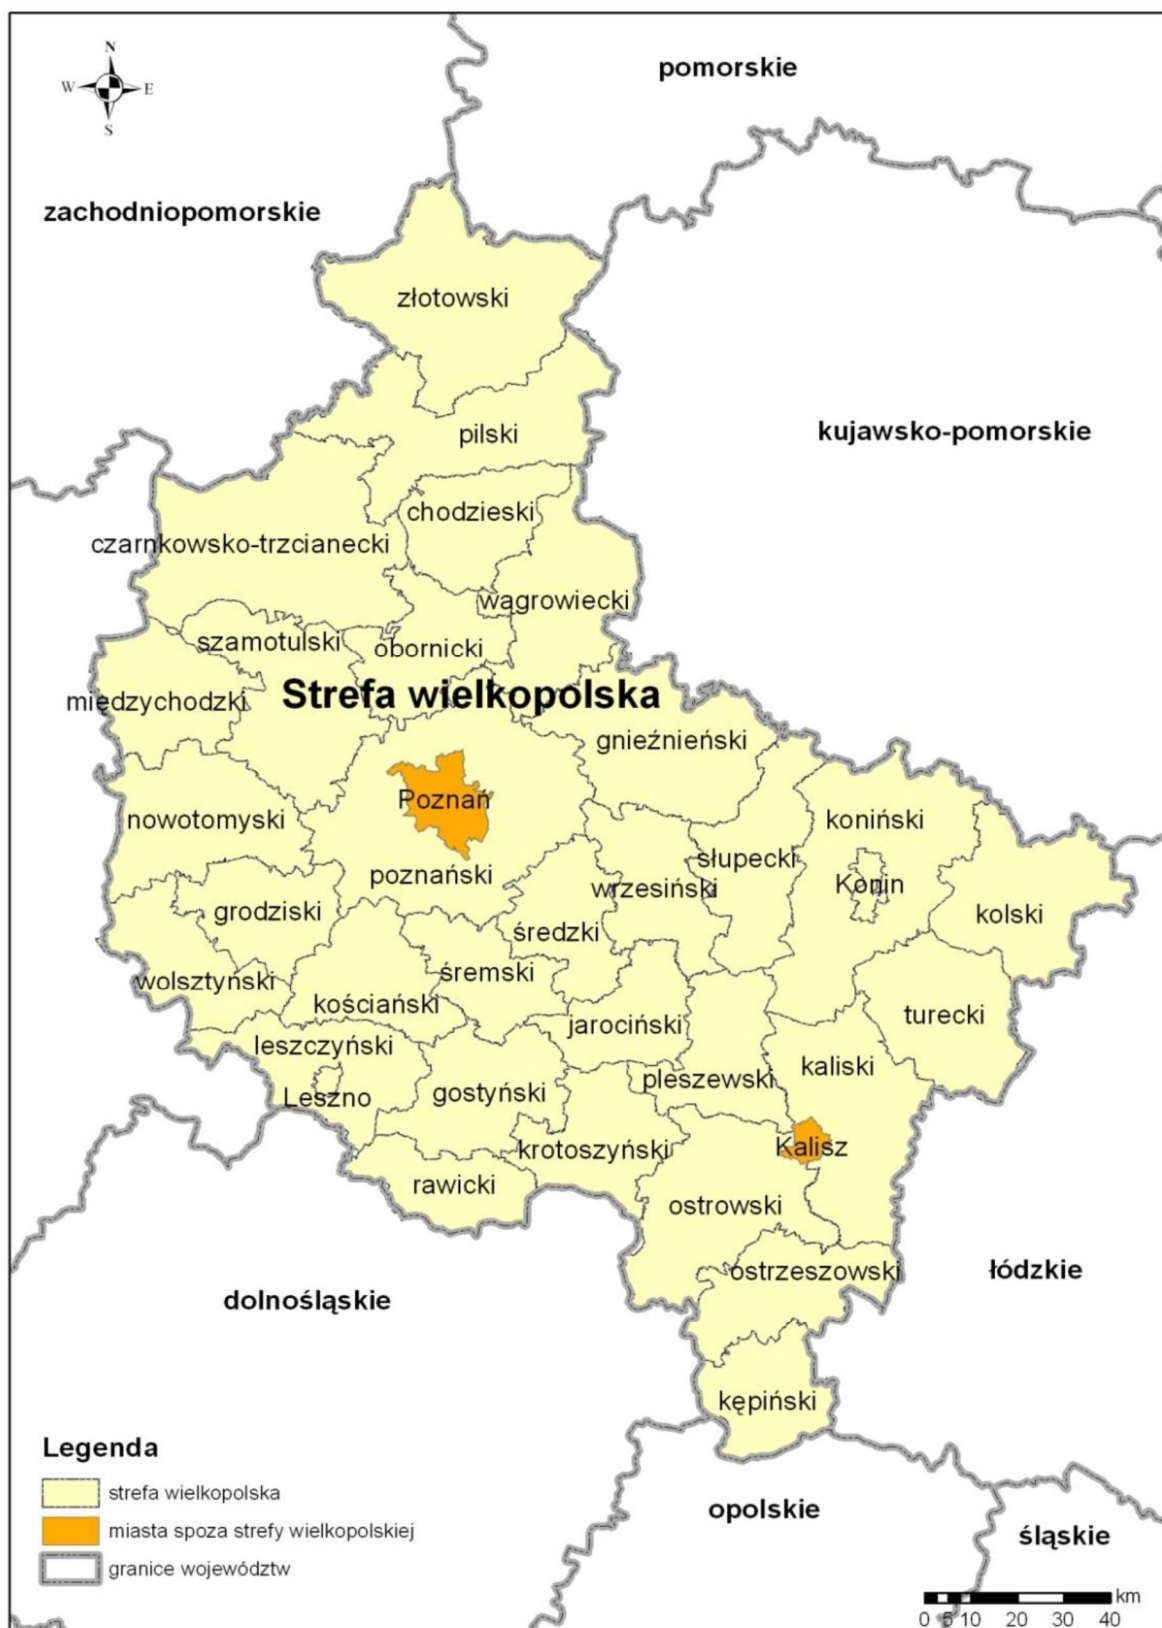 N
W E
S
pomorskie
zachodniopomorskie
złotowski
kujawsko-pomorskie
pilski
chodzieski
czarnkowsko-trzcianecki
wągrowiecki
szamotulski
obornicki
międzychodzki
Strefa wielkopolska
gnieźnieński
Poznań
nowotomyski
koniński
słupecki
poznański
wrzesiński
Konin
grodziski
kolski
średzki
śremski
wolsztyński
kościański
turecki
jarociński
leszczyński
kaliski
pleszewski
gostyński
Leszno
Kalisz
krotoszyński
rawicki
ostrowski
łódzkie
ostrzeszowski
dolnośląskie
kępiński
Legenda
strefa wielkopolska
miasta spoza strefy wielkopolskiej
granice województw
opolskie
śląskie
km
0 5 10 20 30 40